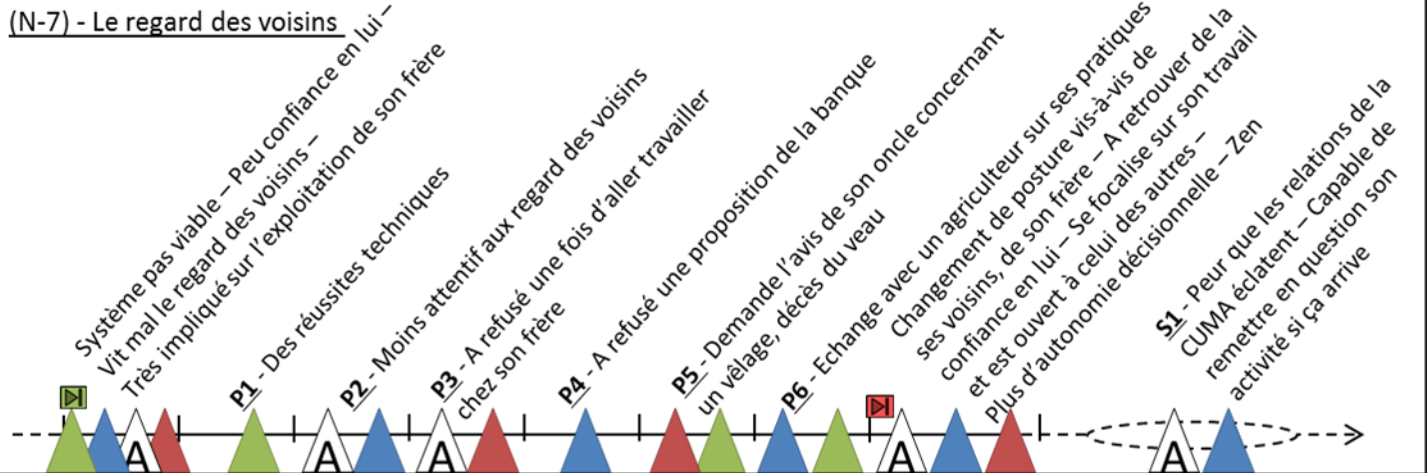 (N-7) - Le regard des voisins
Système pas viable – Peu confiance en lui –
Vit mal le regard des voisins –
Très impliqué sur l'exploitation de son frère
P1 - Des réussites techniques
P2 - Moins attentif aux regard des voisins
P3 - A refusé une fois d'aller travailler
chez son frère
P4 - A refusé une proposition de la banque
P5 - Demande l'avis de son oncle concernant
un vêlage, décès du veau
P6 - Echange avec un agriculteur sur ses pratiques
Changement de posture vis-à-vis de
ses voisins, de son frère – A retrouver de la
confiance en lui – Se focalise sur son travail
et est ouvert à celui des autres –
Plus d'autonomie décisionnelle – Zen
S1 - Peur que les relations de la
CUMA éclatent – Capable de
remettre en question son
activité si ça arrive
A
A
A
A
A